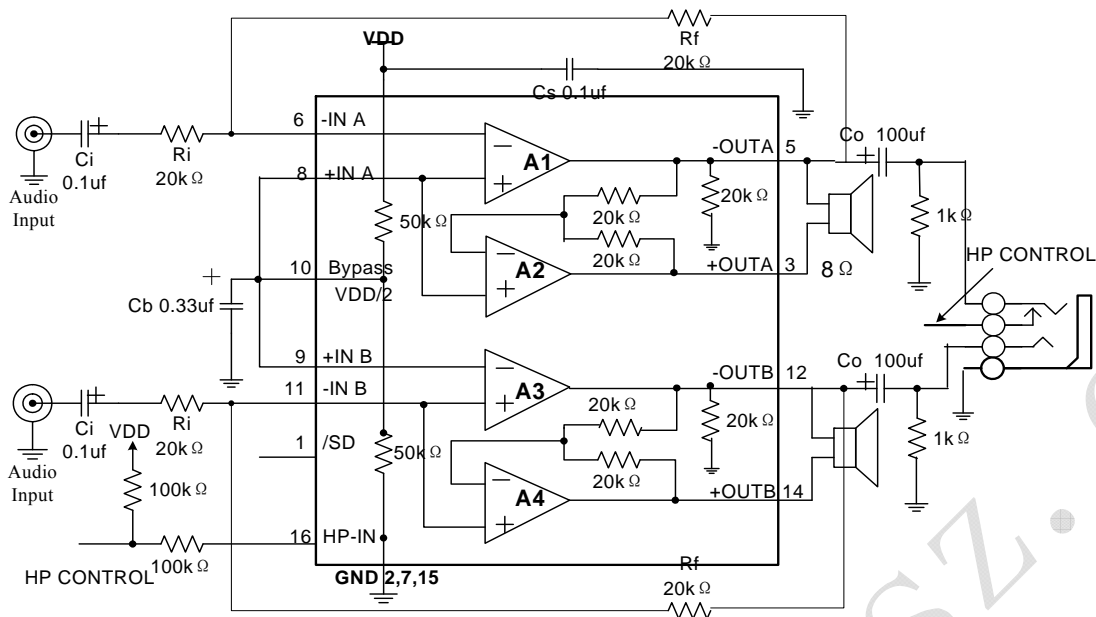 VDD
Rf
20kΩ
Cs 0.1uf
6 -IN A
Ci
0.1uf
Ri
20kΩ
Audio
Input
A1
-OUTA 5
Co 100uf
+
8 +IN A
50kΩ
20kΩ
20kΩ
20kΩ
1kΩ
A2
+OUTA 3
8Ω
HP CONTROL
10 Bypass
VDD/2
+
Cb 0.33uf
9 +IN B
11 -IN B
A3
-OUTB 12
Co 100uf
+
Ci
0.1uf
Ri
20kΩ
Audio
Input
VDD
1 /SD
50kΩ
20kΩ
20kΩ
20kΩ
1kΩ
100kΩ
A4
+OUTB 14
16 HP-IN
100kΩ
HP CONTROL
GND 2,7,15
Rf
20kΩ